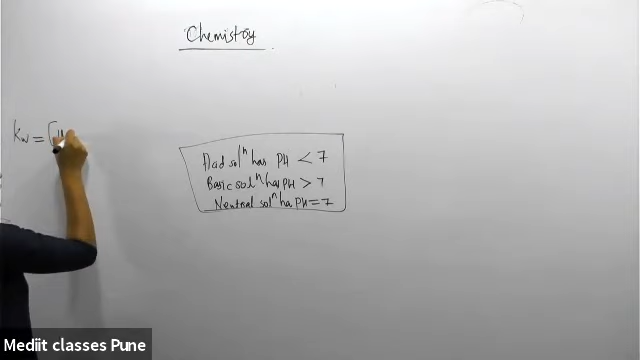 Chemistry
Kw = [H
Acid solⁿ has PH < 7
Basic solⁿ has PH > 7
Neutral solⁿ ha PH = 7
Mediit classes Pune